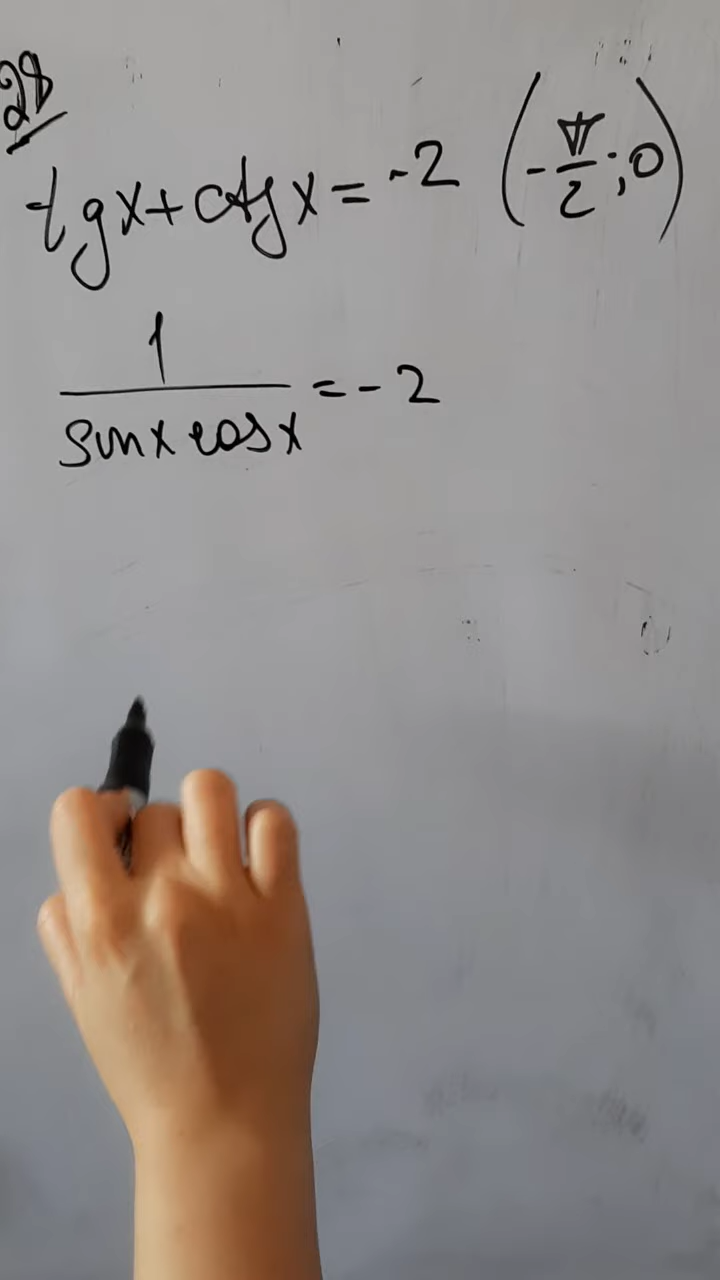 28
tgx + ctgx = -2 (-π/2; 0)
1/(sinx cosx) = -2